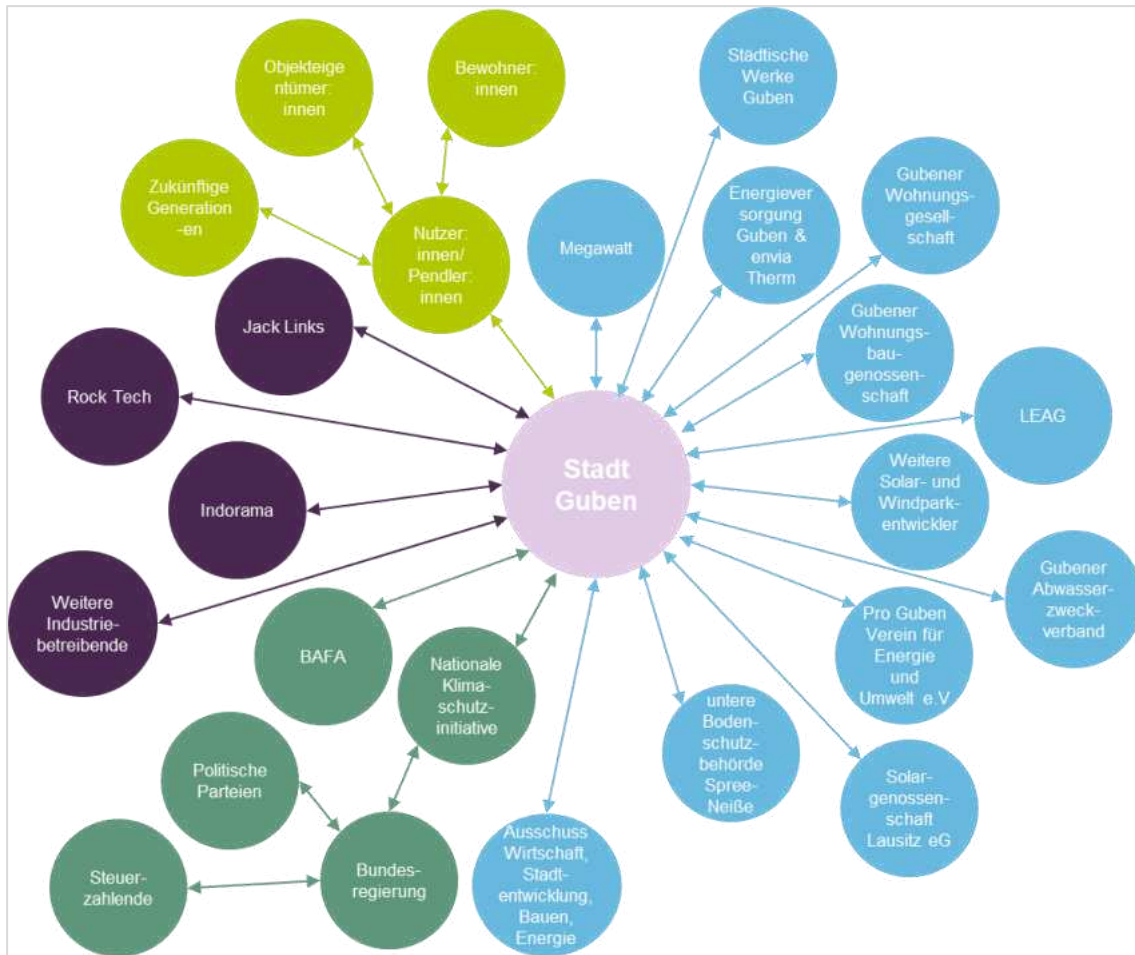 Objekteige
ntümer:
innen
Bewohner:
innen
Städtische
Werke
Guben
Zukünftige
Generation
-en
Nutzer:
innen/
Pendler:
innen
Megawatt
Energiever
sorgung
Guben &
envia
Therm
Gubener
Wohnungs-
gesell-
schaft
Jack Links
Gubener
Wohnungs-
bau-
genossen-
schaft
Rock Tech
LEAG
Stadt
Guben
Weitere
Solar- und
Windpark-
entwickler
Indorama
Gubener
Abwasser-
zweck-
verband
Weitere
Industrie-
betreibende
BAFA
Nationale
Klima-
schutz-
initiative
Pro Guben
Verein für
Energie
und
Umwelt e.V
untere
Boden-
schutz-
behörde
Spree-
Neiße
Politische
Parteien
Solar-
genossen-
schaft
Lausitz eG
Steuer-
zahlende
Bundes-
regierung
Ausschuss
Wirtschaft,
Stadt-
entwicklung,
Bauen,
Energie